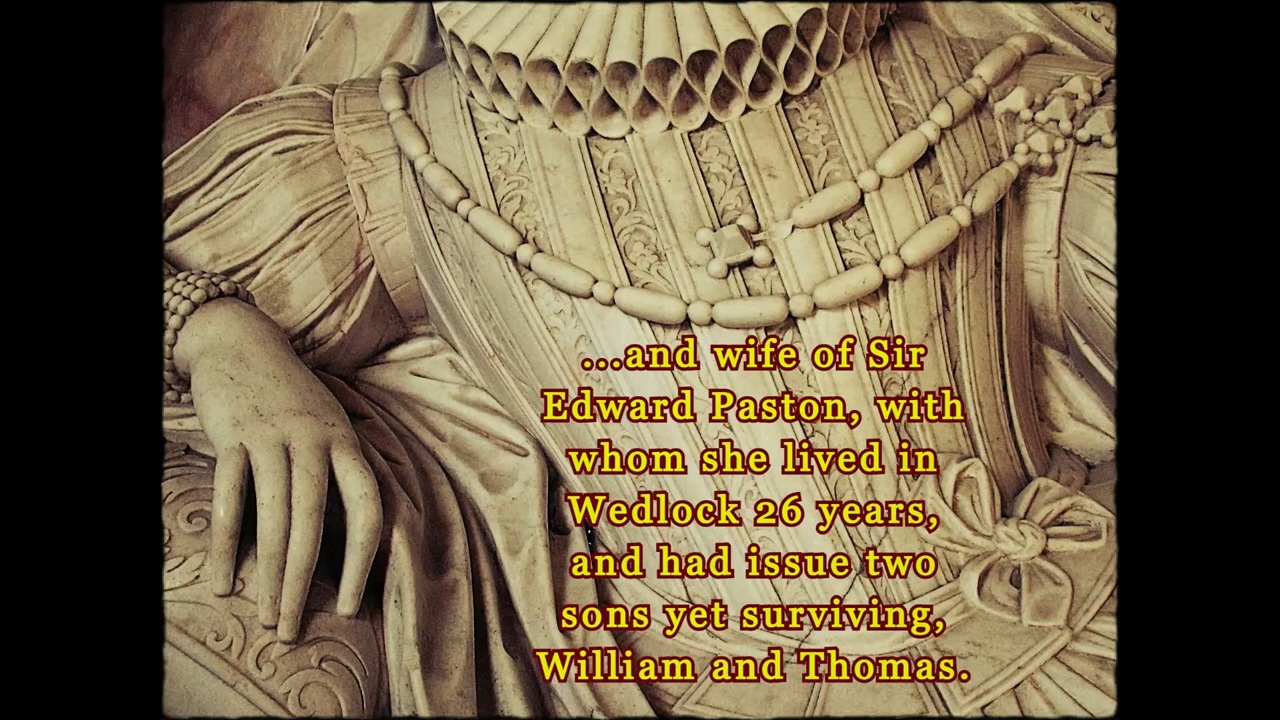 ...and wife of Sir
Edward Paston, with
whom she lived in
Wedlock 26 years,
and had issue two
sons yet surviving,
William and Thomas.